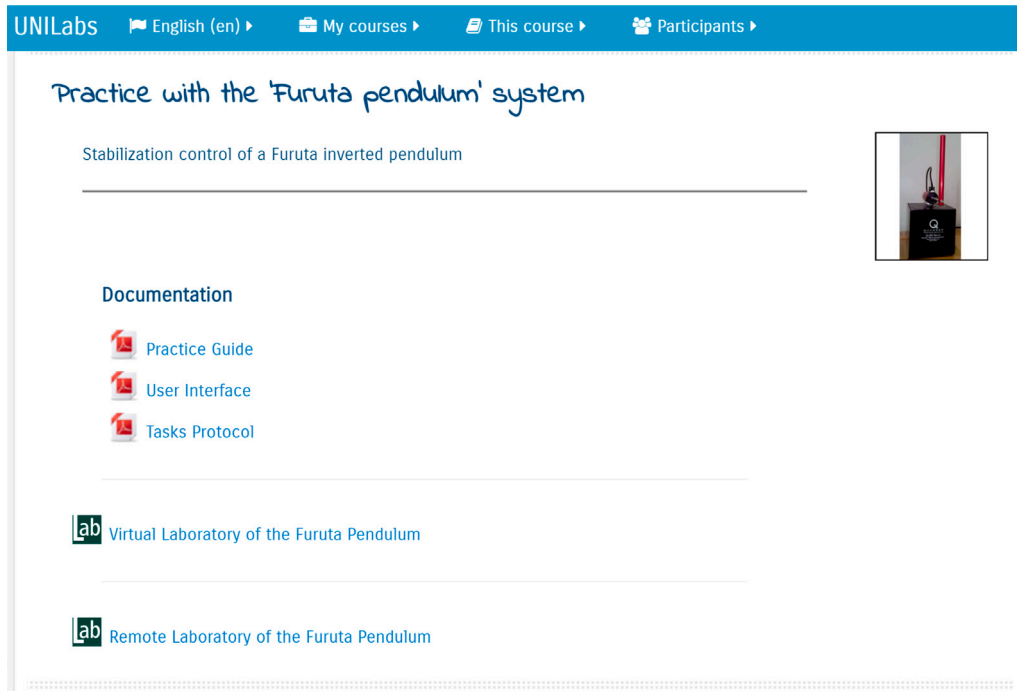 UNILabs English (en) My courses This course Participants
Practice with the 'Furuta pendulum' system
Stabilization control of a Furuta inverted pendulum
Documentation
Practice Guide
User Interface
Tasks Protocol
Lab Virtual Laboratory of the Furuta Pendulum
Lab Remote Laboratory of the Furuta Pendulum